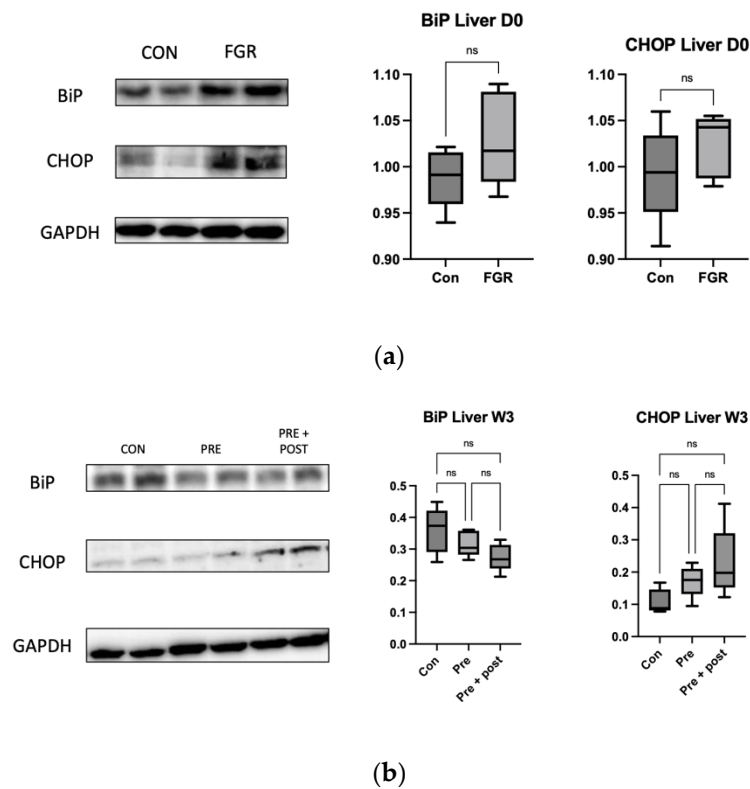 CON FGR
BiP
CHOP
GAPDH
BiP Liver D0
ns
1.10
1.05
1.00
0.95
0.90
Con FGR
CHOP Liver D0
ns
1.10
1.05
1.00
0.95
0.90
Con FGR
(a)
CON PRE PRE +
POST
BiP
CHOP
GAPDH
BiP Liver W3
ns
ns ns
0.5
0.4
0.3
0.2
0.1
0.0
Con Pre Pre + post
CHOP Liver W3
ns
ns ns
0.5
0.4
0.3
0.2
0.1
0.0
Con Pre Pre + post
(b)